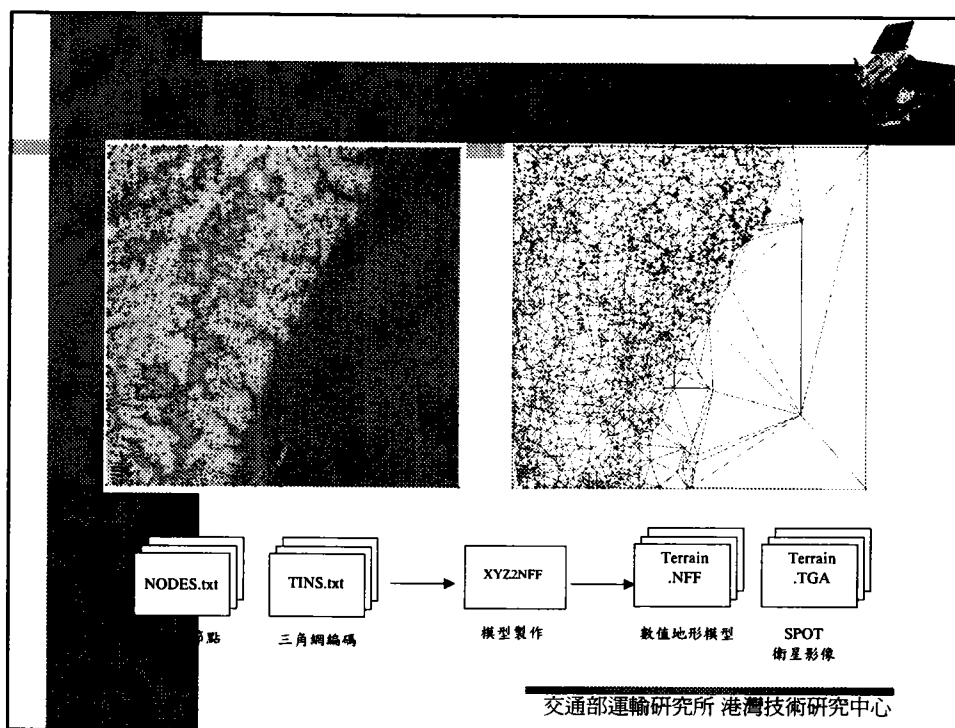 NODES.txt
TINS.txt
XYZ2NFF
Terrain
.NFF
Terrain
.TGA
節點
三角網編碼
模型製作
數值地形模型
SPOT
衛星影像
交通部運輸研究所 港灣技術研究中心